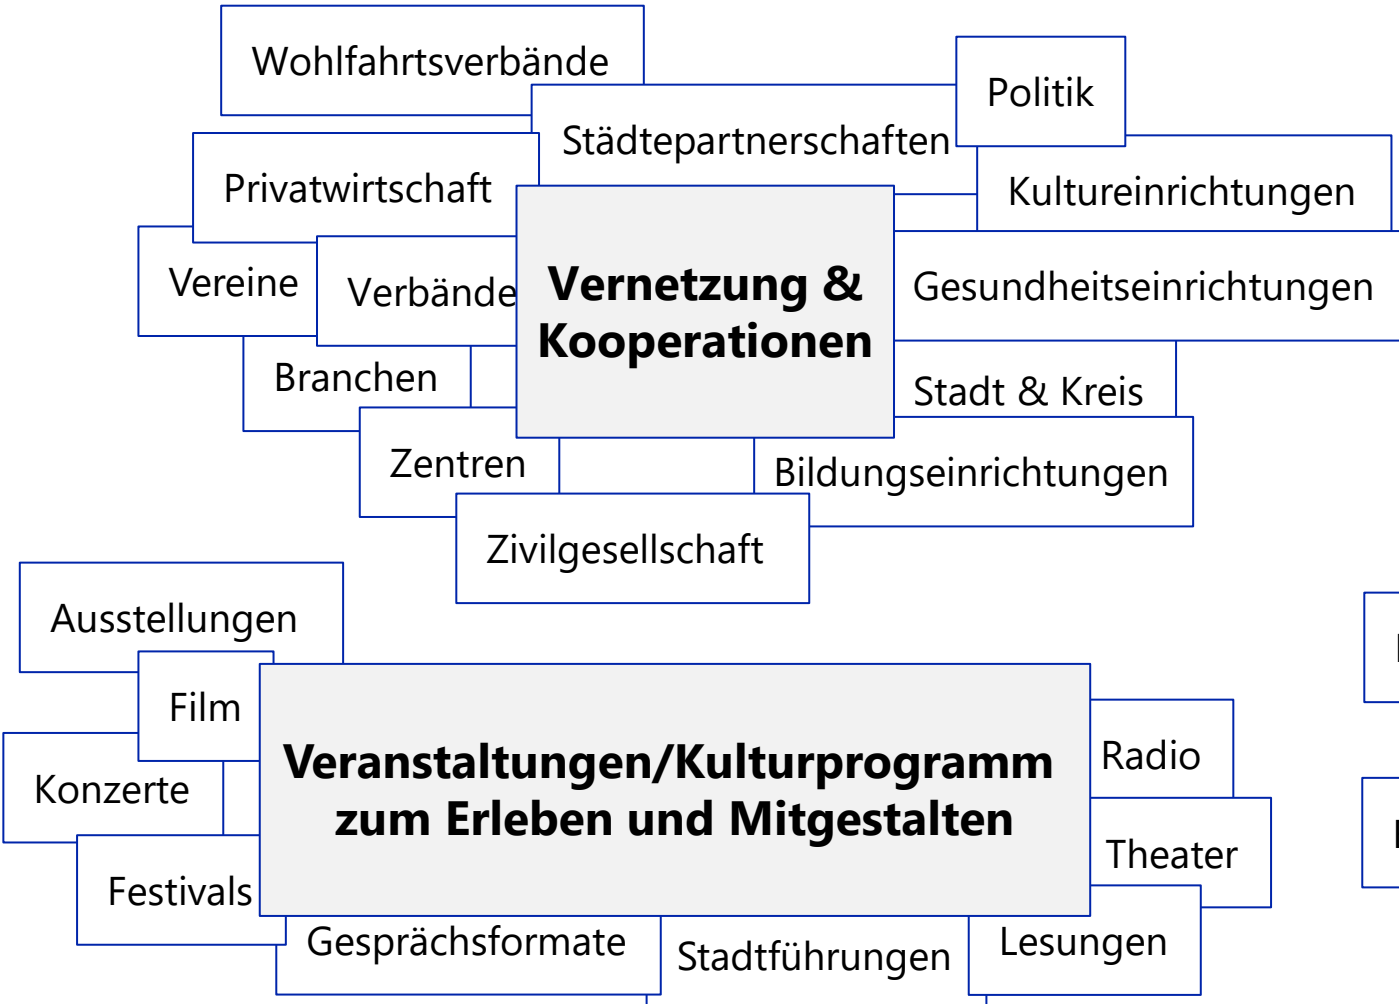 Wohlfahrtsverbände
Politik
Städtepartnerschaften
Privatwirtschaft
Kultureinrichtungen
Vereine
Verbände
Vernetzung &
Kooperationen
Gesundheitseinrichtungen
Branchen
Stadt & Kreis
Zentren
Bildungseinrichtungen
Zivilgesellschaft
Ausstellungen
Film
Konzerte
Veranstaltungen/Kulturprogramm
zum Erleben und Mitgestalten
Radio
Theater
Festivals
Gesprächsformate
Stadtführungen
Lesungen